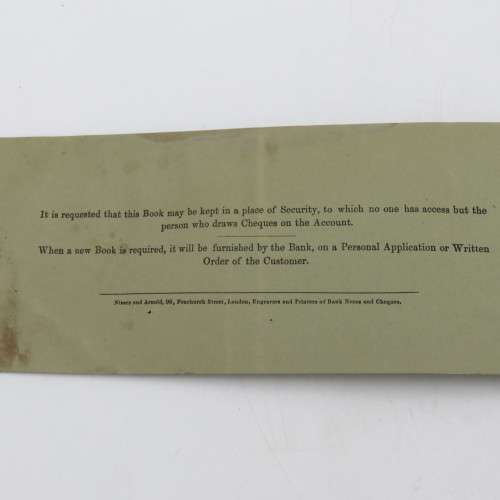 It is requested that this Book may be kept in a place of Security, to which no one has access but the
person who draws Cheques on the Account.
When a new Book is required, it will be furnished by the Bank, on a Personal Application or Written
Order of the Customer.
and Arnold, Fenchurch Street, London, Engravers and Printers of Bank Notes and Cheques.